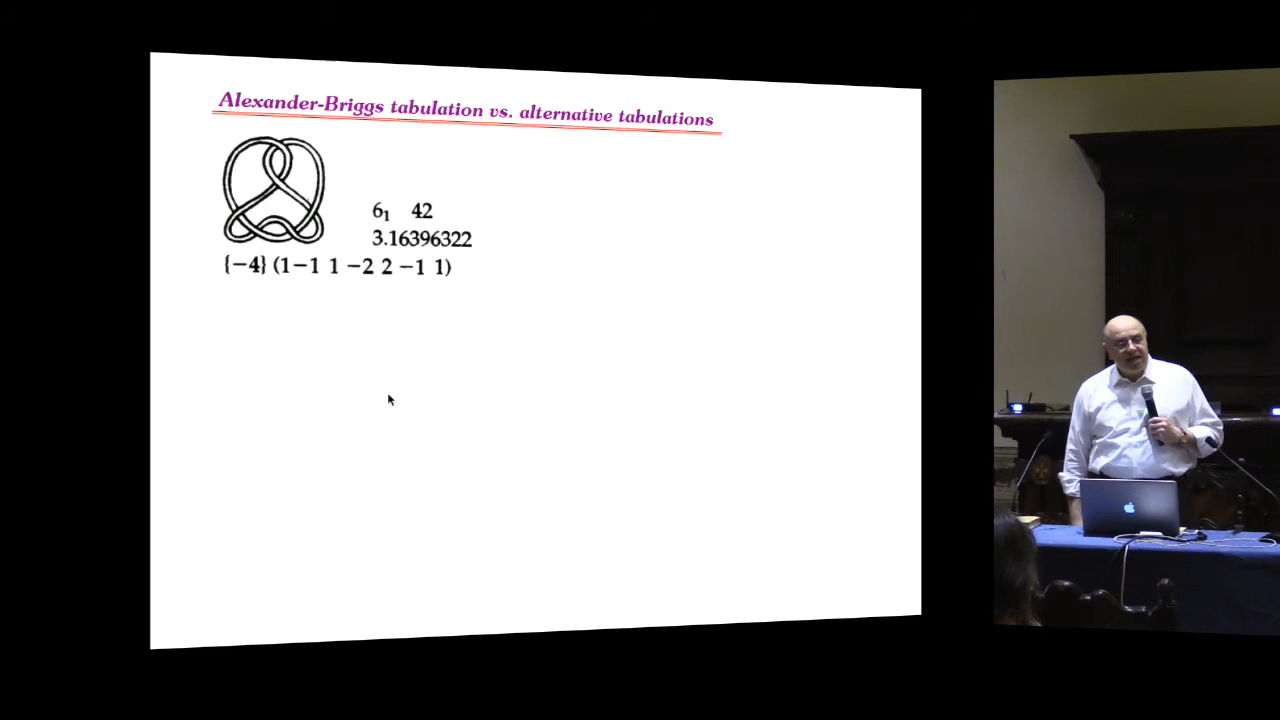 Alexander-Briggs tabulation vs. alternative tabulations
6₁ 42
3.16396322
{−4} (1−1 1 −2 2 −1 1)